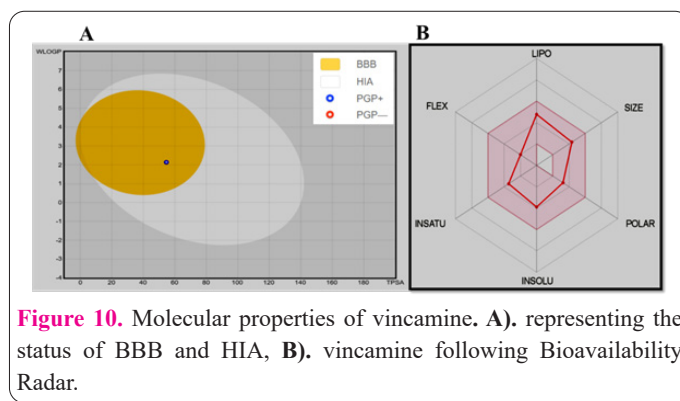 A
WLOGP
7
6
5
4
3
2
1
0
-1
-2
-3
-4
0
20
40
60
80
100
120
140
160
180
TPSA
BBB
HIA
PGP+
PGP—
B
LIPO
FLEX
SIZE
INSATU
POLAR
INSOLU
Figure 10. Molecular properties of vincamine. A). representing the
status of BBB and HIA, B). vincamine following Bioavailability
Radar.